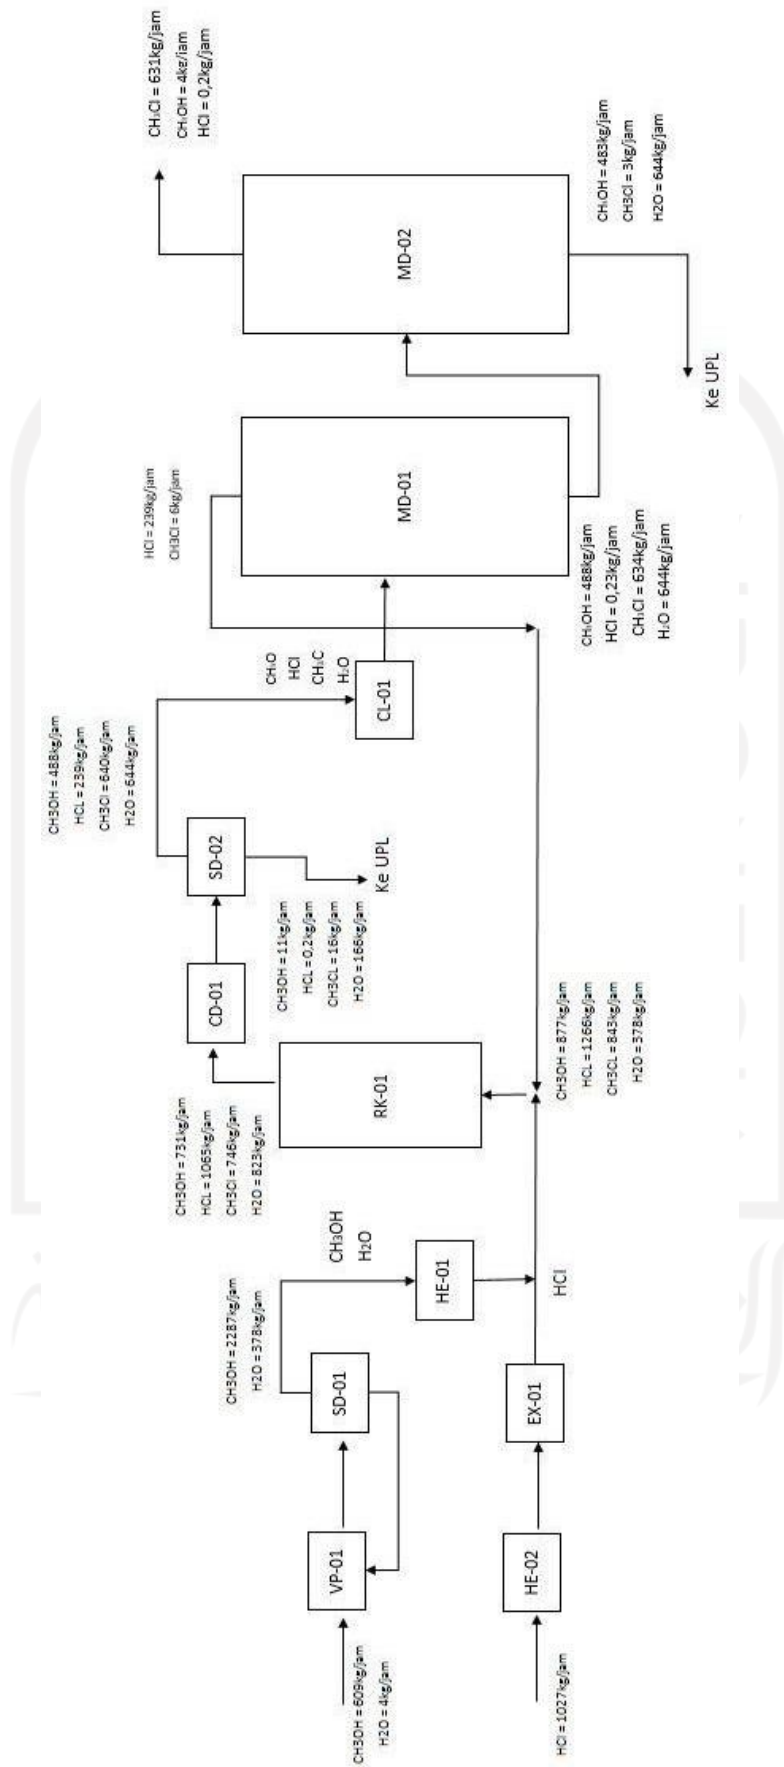 CH3OH = 609kg/jam
H2O = 4kg/jam
VP-01
SD-01
CH3OH = 2287kg/jam
H2O = 378kg/jam
CH3OH
H2O
HE-01
HCl = 1027kg/jam
HE-02
EX-01
HCl
CH3OH = 877kg/jam
HCL = 1266kg/jam
CH3CL = 843kg/jam
H2O = 378kg/jam
RK-01
CH3OH = 731kg/jam
HCL = 1065kg/jam
CH3Cl = 746kg/jam
H2O = 823kg/jam
CD-01
SD-02
CH3OH = 11kg/jam
HCL = 0,2kg/jam
CH3CL = 16kg/jam
H2O = 166kg/jam
Ke UPL
CH3OH = 488kg/jam
HCL = 239kg/jam
CH3Cl = 640kg/jam
H2O = 644kg/jam
CH₃O
HCl
CH₃C
H₂O
CL-01
HCl = 239kg/jam
CH3Cl = 6kg/jam
MD-01
CH₃OH = 488kg/jam
HCl = 0,23kg/jam
CH₃Cl = 634kg/jam
H₂O = 644kg/jam
MD-02
CH₃Cl = 631kg/jam
CH₃OH = 4kg/jam
HCl = 0,2kg/jam
CH₃OH = 483kg/jam
CH3Cl = 3kg/jam
H2O = 644kg/jam
Ke UPL